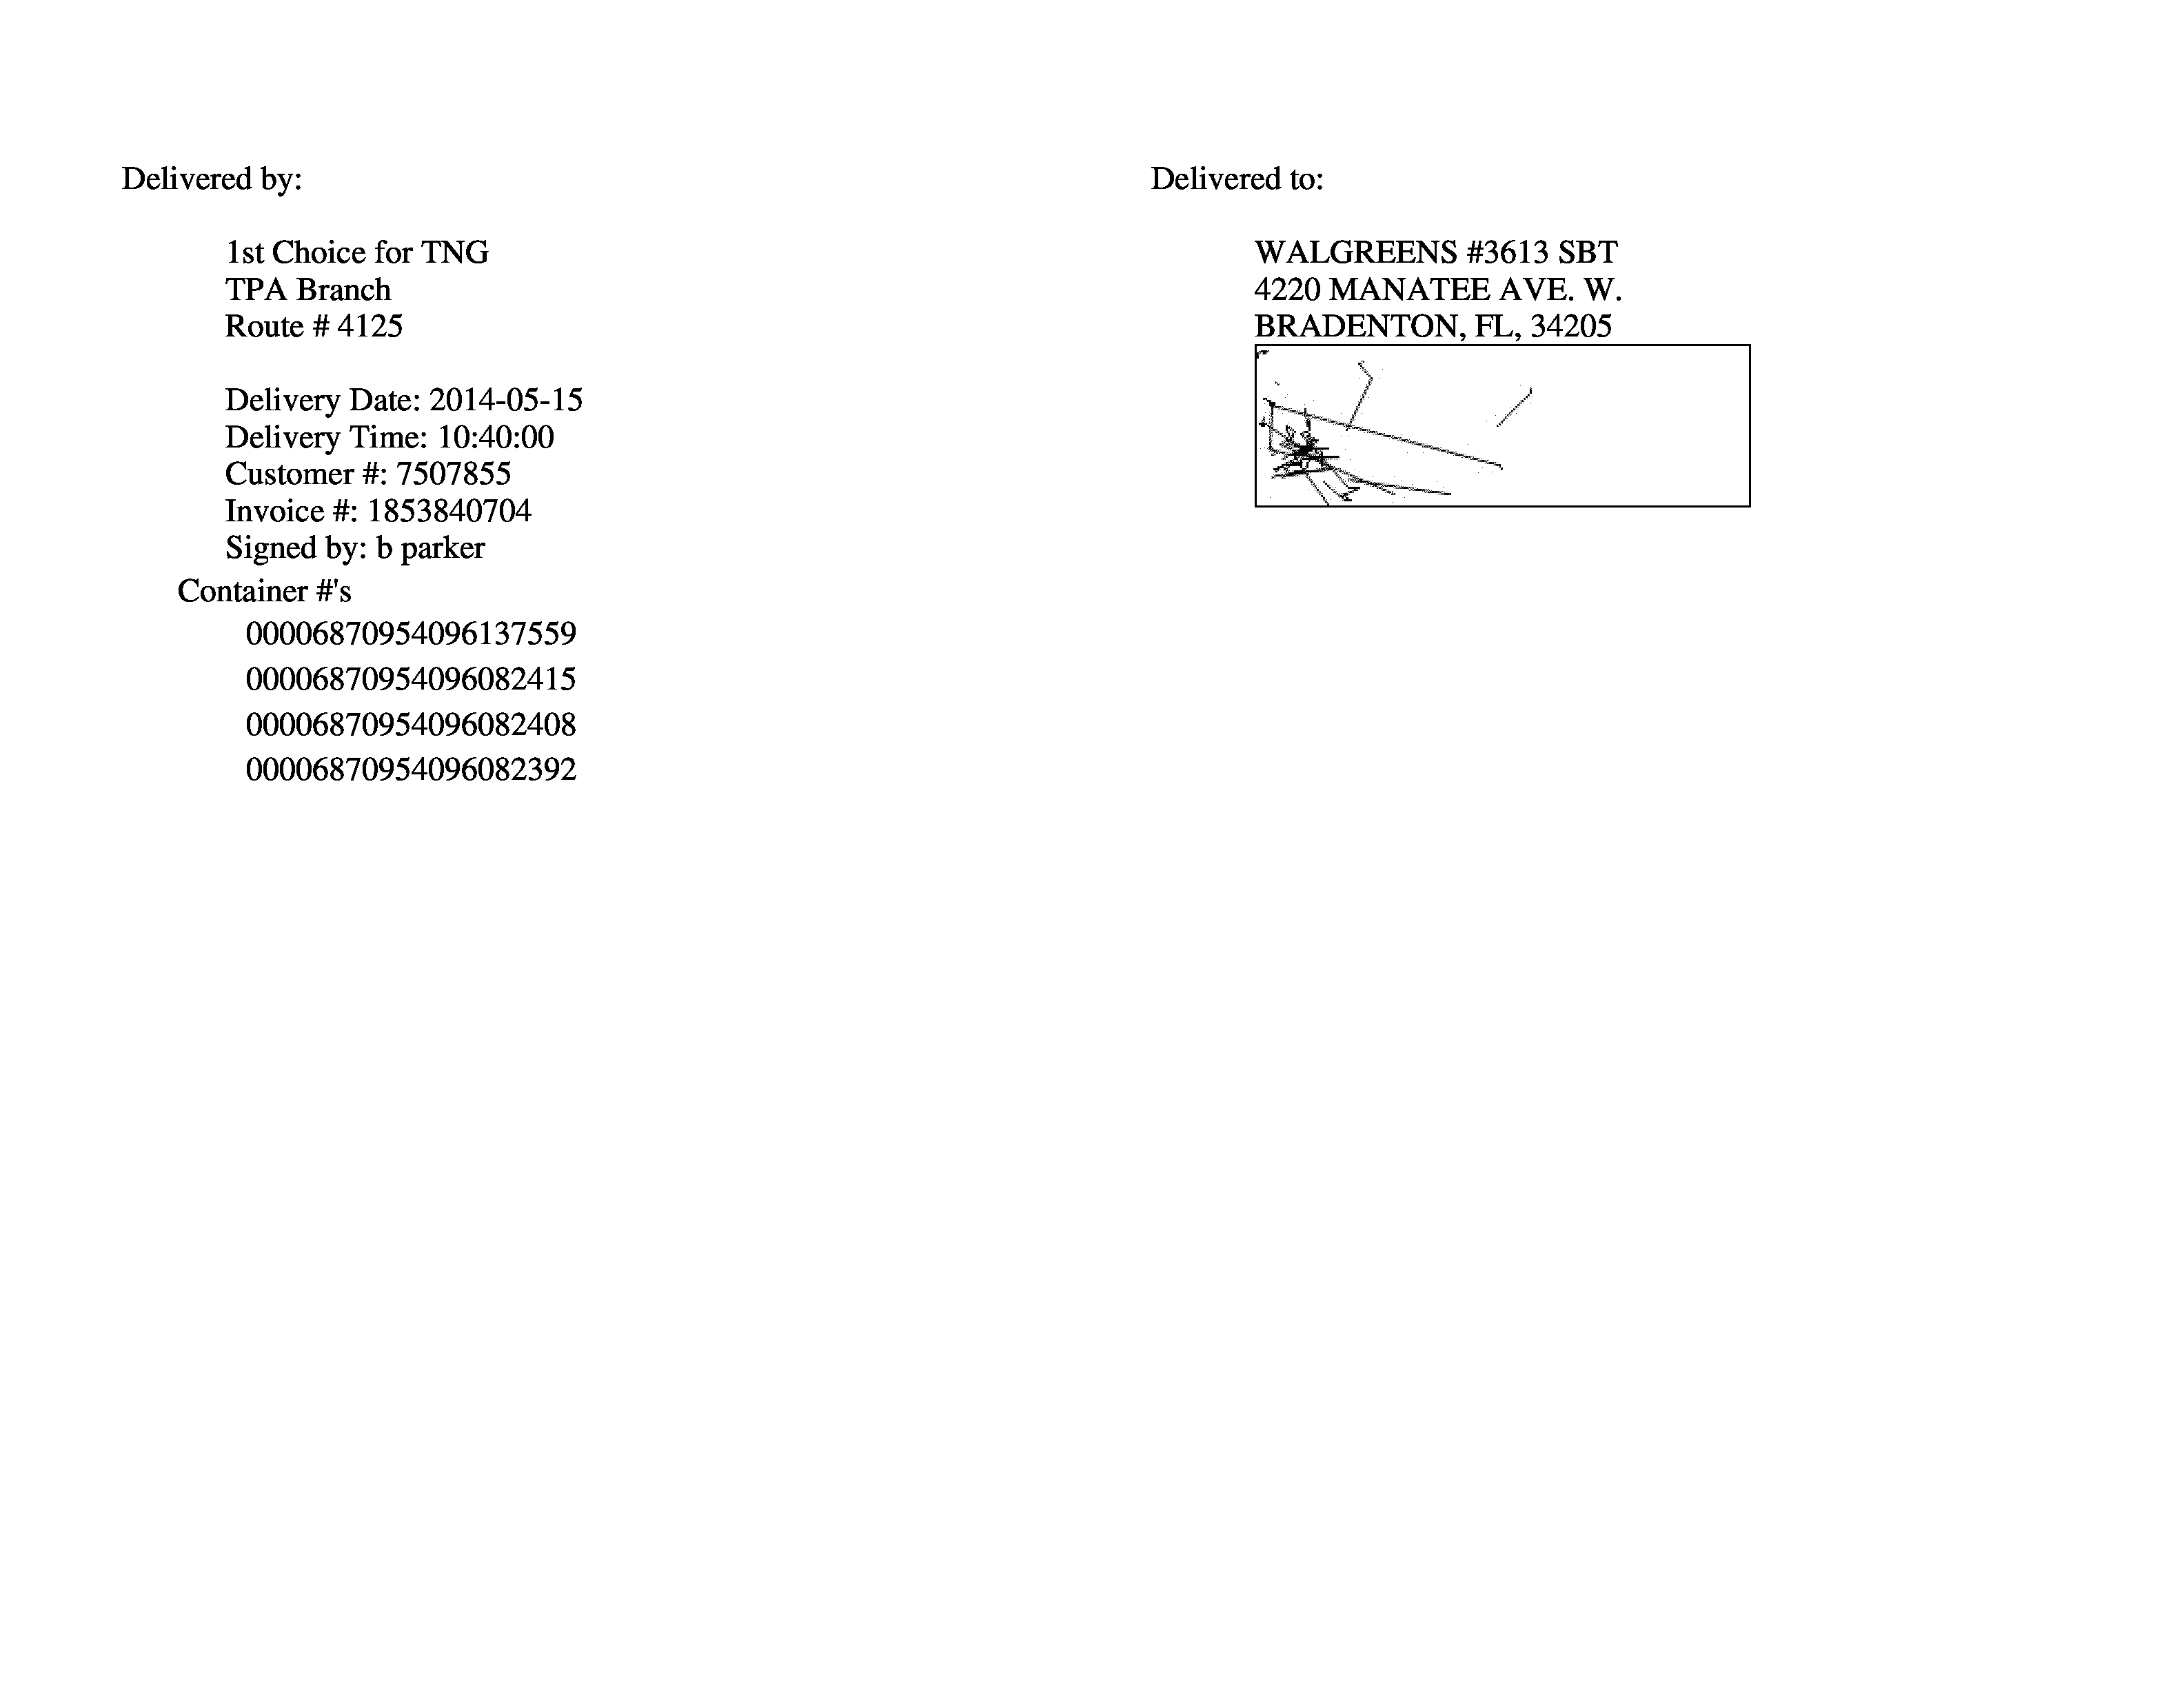 Delivered by:
1st Choice for TNG
TPA Branch
Route # 4125
Delivery Date: 2014-05-15
Delivery Time: 10:40:00
Customer #: 7507855
Invoice #: 1853840704
Signed by: b parker
Container #'s
00006870954096137559
00006870954096082415
00006870954096082408
00006870954096082392
Delivered to:
WALGREENS #3613 SBT
4220 MANATEE AVE. W.
BRADENTON, FL, 34205